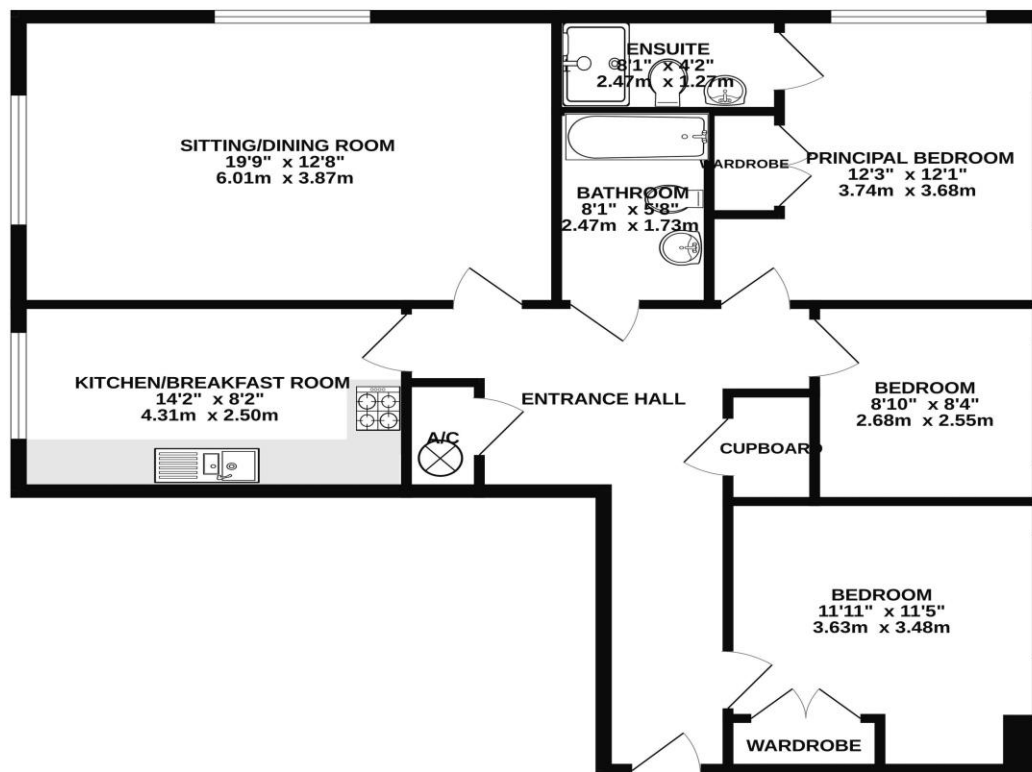 ENSUITE
8'1" x 4'2"
2.47m x 1.27m
SITTING/DINING ROOM
19'9" x 12'8"
6.01m x 3.87m
WARDROBE
PRINCIPAL BEDROOM
12'3" x 12'1"
3.74m x 3.68m
BATHROOM
8'1" x 5'8"
2.47m x 1.73m
KITCHEN/BREAKFAST ROOM
14'2" x 8'2"
4.31m x 2.50m
ENTRANCE HALL
BEDROOM
8'10" x 8'4"
2.68m x 2.55m
A/C
CUPBOARD
BEDROOM
11'11" x 11'5"
3.63m x 3.48m
WARDROBE